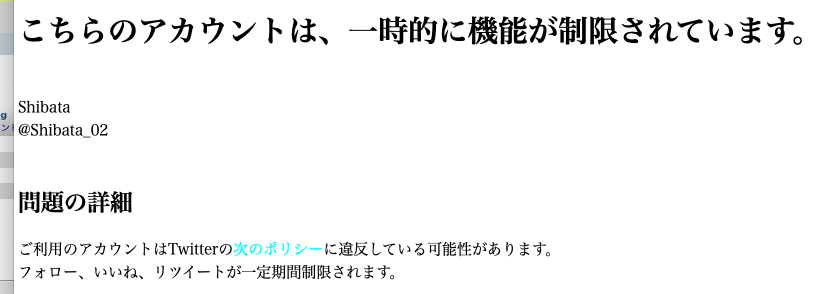 こちらのアカウントは、一時的に機能が制限されています。
Shibata
@Shibata_02
問題の詳細
ご利用のアカウントはTwitterの次のポリシーに違反している可能性があります。
フォロー、いいね、リツイートが一定期間制限されます。